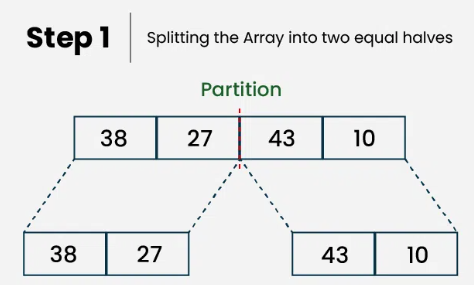 Step 1 Splitting the Array into two equal halves
Partition
38 27 43 10
38 27 43 10